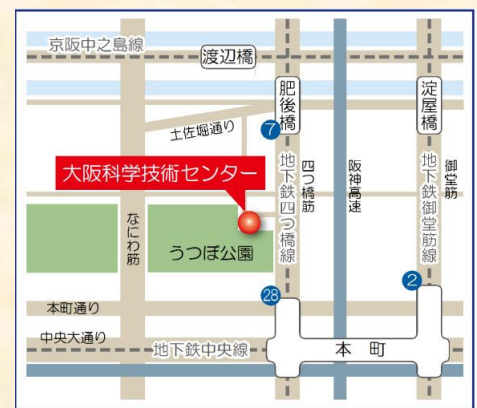 京阪中之島線
渡辺橋
肥後橋
淀屋橋
土佐堀通り
7
地下鉄四つ橋線
四つ橋筋
阪神高速
地下鉄御堂筋線
御堂筋
大阪科学技術センター
なにわ筋
うつぼ公園
28
2
本町通り
中央大通り
地下鉄中央線
本町